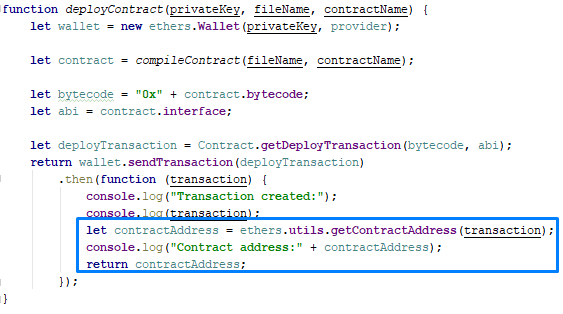 function deployContract(privateKey, fileName, contractName) {
    let wallet = new ethers.Wallet(privateKey, provider);

    let contract = compileContract(fileName, contractName);

    let bytecode = "0x" + contract.bytecode;
    let abi = contract.interface;

    let deployTransaction = Contract.getDeployTransaction(bytecode, abi);
    return wallet.sendTransaction(deployTransaction)
        .then(function (transaction) {
            console.log("Transaction created:");
            console.log(transaction);
            let contractAddress = ethers.utils.getContractAddress(transaction);
            console.log("Contract address:" + contractAddress);
            return contractAddress;
        });
}